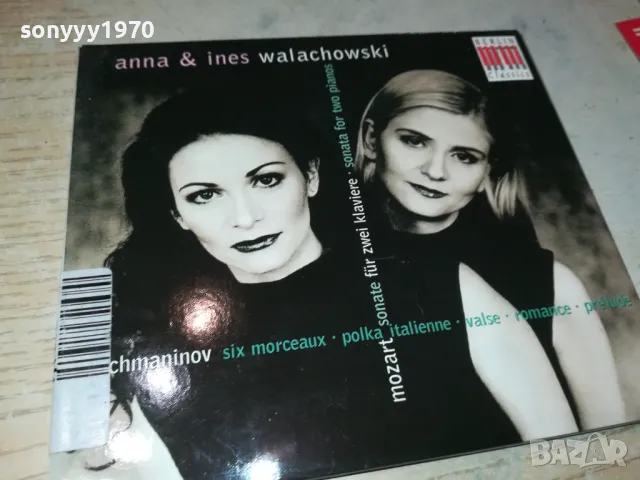 sonyyy1970
anna & ines walachowski
BERLIN
Classics
mozart sonate für zwei klaviere · sonata for two pianos
chmaninov six morceaux · polka italienne · valse · romance · prélude
BAZAR